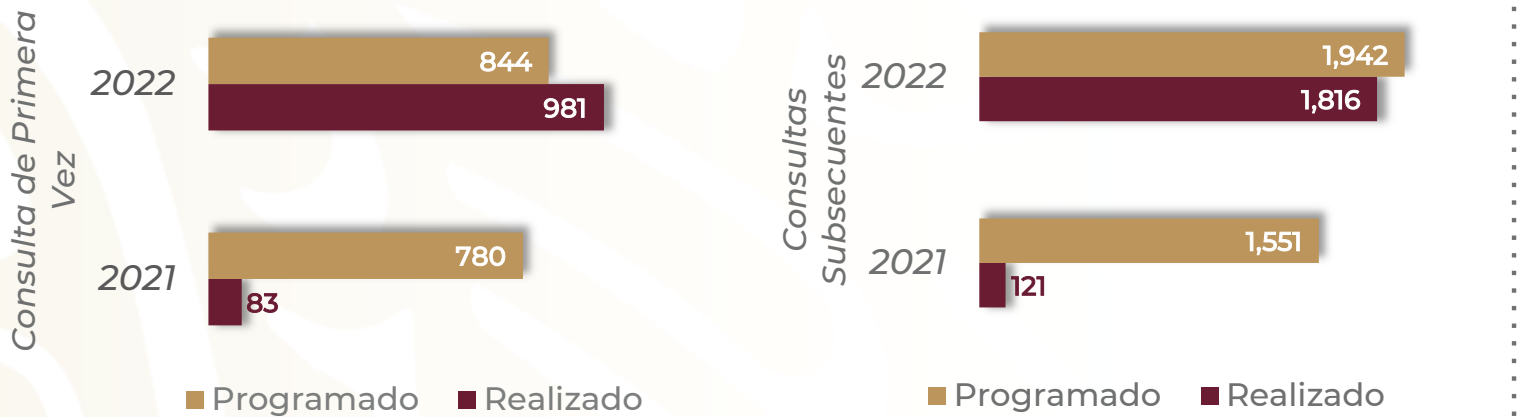 Consulta de Primera
Vez
2022
844
981
2021
780
83
Programado Realizado
Consultas
Subsecuentes
2022
1,942
1,816
2021
1,551
121
Programado Realizado